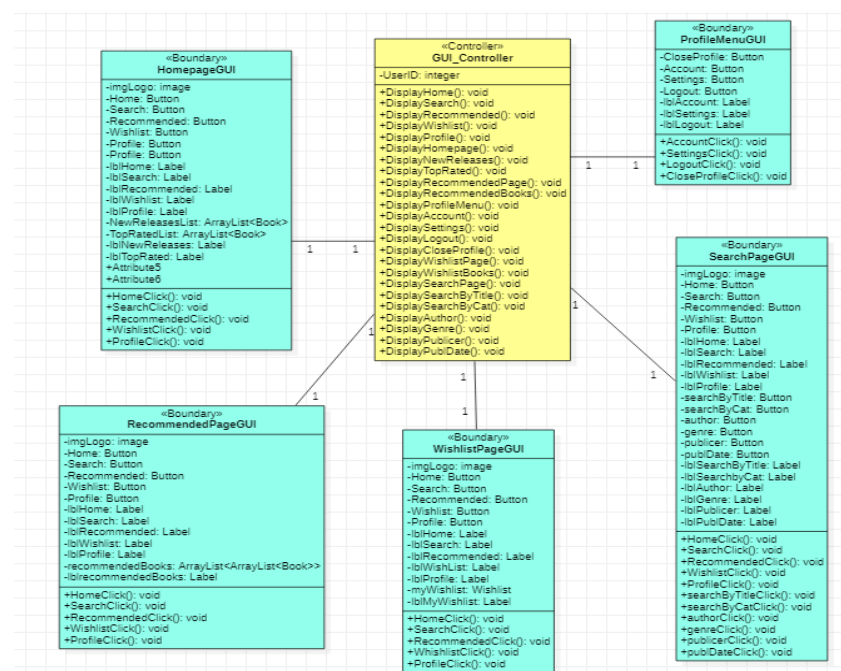 «Boundary»
HomepageGUI
-imgLogo: image
-Home: Button
-Search: Button
-Recommended: Button
-Wishlist: Button
-Profile: Button
-Profile: Button
-lblHome: Label
-lblSearch: Label
-lblRecommended: Label
-lblWishlist: Label
-lblProfile: Label
-NewReleasesList: ArrayList<Book>
-TopRatedList: ArrayList<Book>
-lblNewReleases: Label
-lblTopRated: Label
+Attribute5
+Attribute6
+HomeClick(): void
+SearchClick(): void
+RecommendedClick(): void
+WishlistClick(): void
+ProfileClick(): void
1
1
«Controller»
GUI_Controller
-UserID: integer
+DisplayHome(): void
+DisplaySearch(): void
+DisplayRecommended(): void
+DisplayWishlist(): void
+DisplayProfile(): void
+DisplayHomepage(): void
+DisplayNewReleases(): void
+DisplayTopRated(): void
+DisplayRecommendedPage(): void
+DisplayRecommendedBooks(): void
+DisplayProfileMenu(): void
+DisplayAccount(): void
+DisplaySettings(): void
+DisplayLogout(): void
+DisplayCloseProfile(): void
+DisplayWishlistPage(): void
+DisplayWishlistBooks(): void
+DisplaySearchPage(): void
+DisplaySearchByTitle(): void
+DisplaySearchByCat(): void
+DisplayAuthor(): void
+DisplayGenre(): void
+DisplayPublicer(): void
+DisplayPublDate(): void
1
1
«Boundary»
ProfileMenuGUI
-CloseProfile: Button
-Account: Button
-Settings: Button
-Logout: Button
-lblAccount: Label
-lblSettings: Label
-lblLogout: Label
+AccountClick(): void
+SettingsClick(): void
+LogoutClick(): void
+CloseProfileClick(): void
1
1
«Boundary»
SearchPageGUI
-imgLogo: image
-Home: Button
-Search: Button
-Recommended: Button
-Wishlist: Button
-Profile: Button
-lblHome: Label
-lblSearch: Label
-lblRecommended: Label
-lblWishlist: Label
-lblProfile: Label
-searchByTitle: Button
-searchByCat: Button
-author: Button
-genre: Button
-publicer: Button
-publDate: Button
-lblSearchByTitle: Label
-lblSearchbyCat: Label
-lblAuthor: Label
-lblGenre: Label
-lblPublicer: Label
-lblPublDate: Label
+HomeClick(): void
+SearchClick(): void
+RecommendedClick(): void
+WishlistClick(): void
+ProfileClick(): void
+searchByTitleClick(): void
+searchByCatClick(): void
+authorClick(): void
+genreClick(): void
+publicerClick(): void
+publDateClick(): void
1
1
«Boundary»
RecommendedPageGUI
-imgLogo: image
-Home: Button
-Search: Button
-Recommended: Button
-Wishlist: Button
-Profile: Button
-lblHome: Label
-lblSearch: Label
-lblRecommended: Label
-lblWishlist: Label
-lblProfile: Label
-recommendedBooks: ArrayList<ArrayList<Book>>
-lblrecommendedBooks: Label
+HomeClick(): void
+SearchClick(): void
+RecommendedClick(): void
+WishlistClick(): void
+ProfileClick(): void
1
1
«Boundary»
WishlistPageGUI
-imgLogo: image
-Home: Button
-Search: Button
-Recommended: Button
-Wishlist: Button
-Profile: Button
-lblHome: Label
-lblSearch: Label
-lblRecommended: Label
-lblWishList: Label
-lblProfile: Label
-myWishlist: Wishlist
-lblMyWishlist: Label
+HomeClick(): void
+SearchClick(): void
+RecommendedClick(): void
+WhishlistClick(): void
+ProfileClick(): void